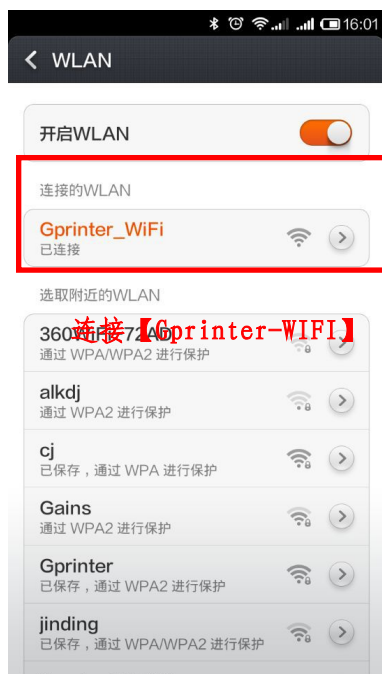 16:01
WLAN
开启WLAN
连接的WLAN
Gprinter_WiFi
已连接
选取附近的WLAN
连接【Gprinter-WIFI】
通过 WPA/WPA2 进行保护
alkdj
通过 WPA2 进行保护
cj
已保存，通过 WPA 进行保护
Gains
通过 WPA2 进行保护
Gprinter
已保存，通过 WPA2 进行保护
jinding
已保存，通过 WPA/WPA2 进行保护